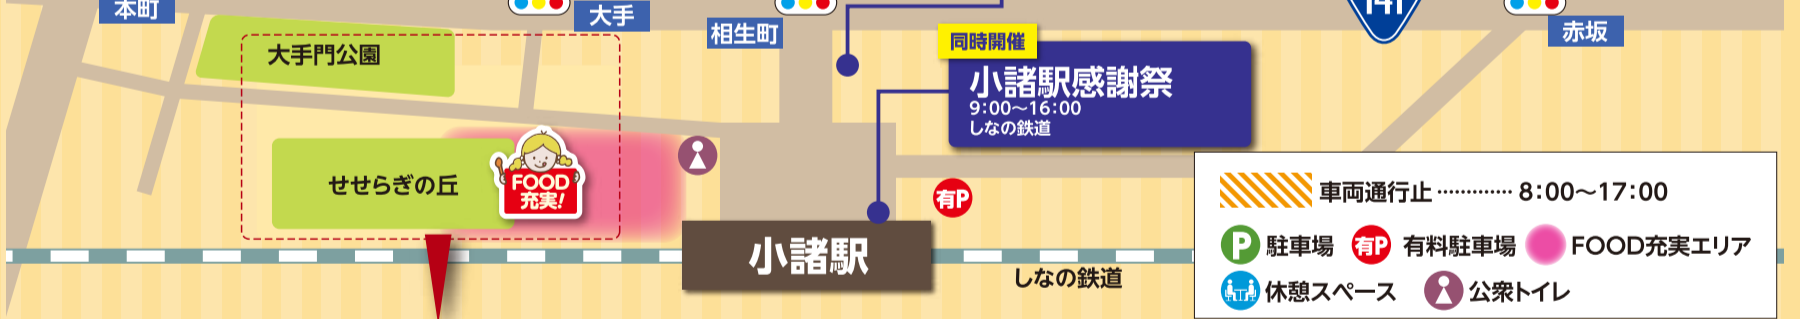 本町
大手
相生町
141
赤坂
大手門公園
同時開催
小諸駅感謝祭
9:00〜16:00
しなの鉄道
せせらぎの丘
FOOD
充実!
有P
小諸駅
しなの鉄道
車両通行止 ············· 8:00〜17:00
P 駐車場 有P 有料駐車場 FOOD充実エリア
休憩スペース 公衆トイレ